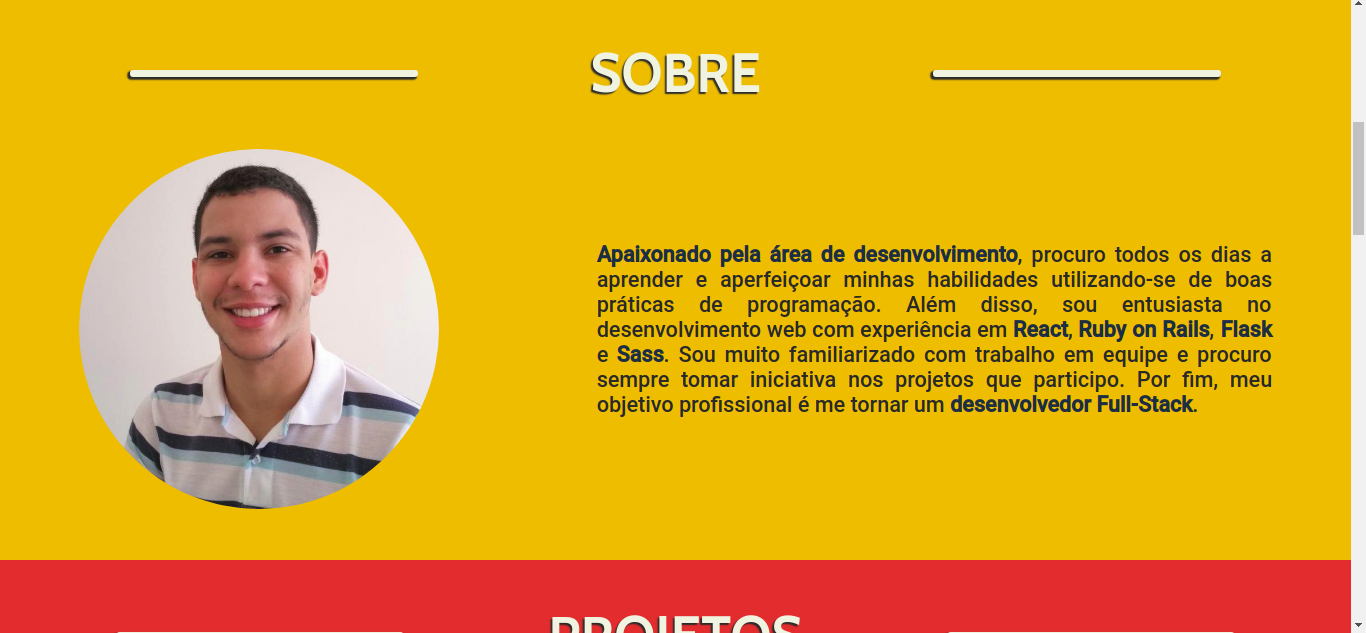 SOBRE
Apaixonado pela área de desenvolvimento, procuro todos os dias a
aprender e aperfeiçoar minhas habilidades utilizando-se de boas
práticas de programação. Além disso, sou entusiasta no
desenvolvimento web com experiência em React, Ruby on Rails, Flask
e Sass. Sou muito familiarizado com trabalho em equipe e procuro
sempre tomar iniciativa nos projetos que participo. Por fim, meu
objetivo profissional é me tornar um desenvolvedor Full-Stack.
PROJETOS